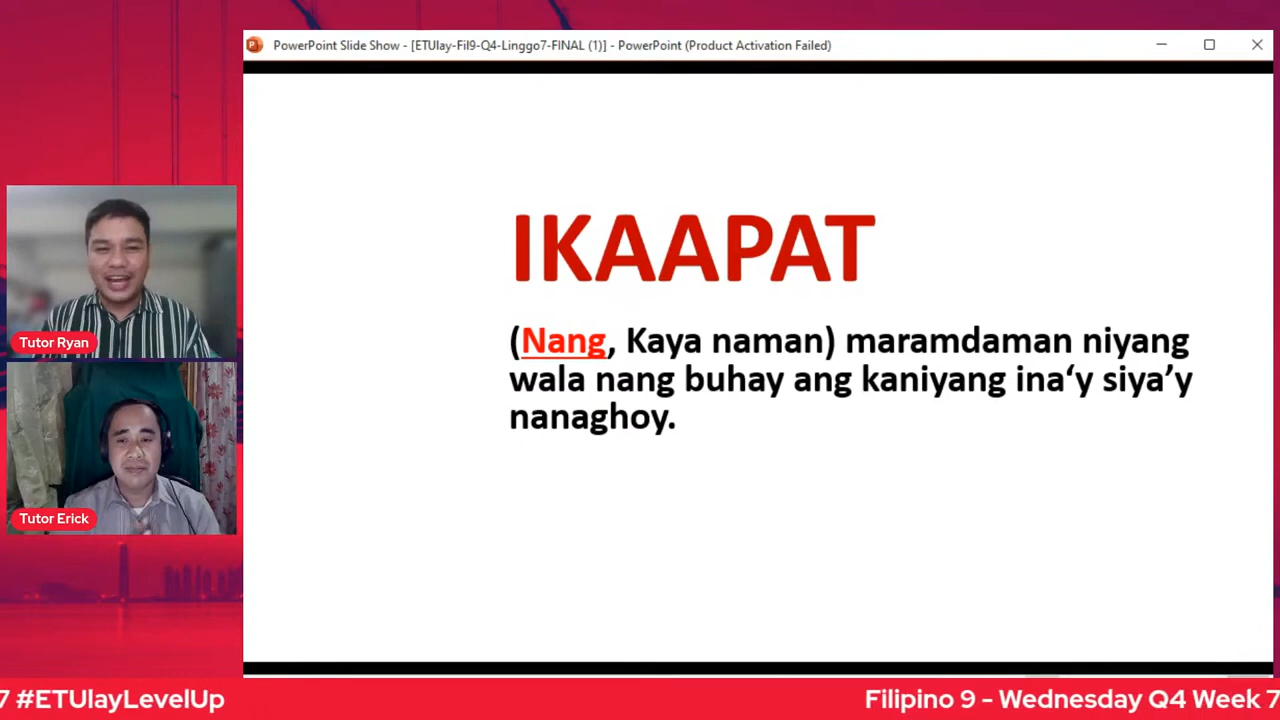 PowerPoint Slide Show - [ETUlay-Fil9-Q4-Linggo7-FINAL (1)] - PowerPoint (Product Activation Failed)
IKAAPAT
(Nang, Kaya naman) maramdaman niyang
wala nang buhay ang kaniyang ina‘y siya’y
nanaghoy.
Tutor Ryan
Tutor Erick
7 #ETUlayLevelUp
Filipino 9 - Wednesday Q4 Week 7